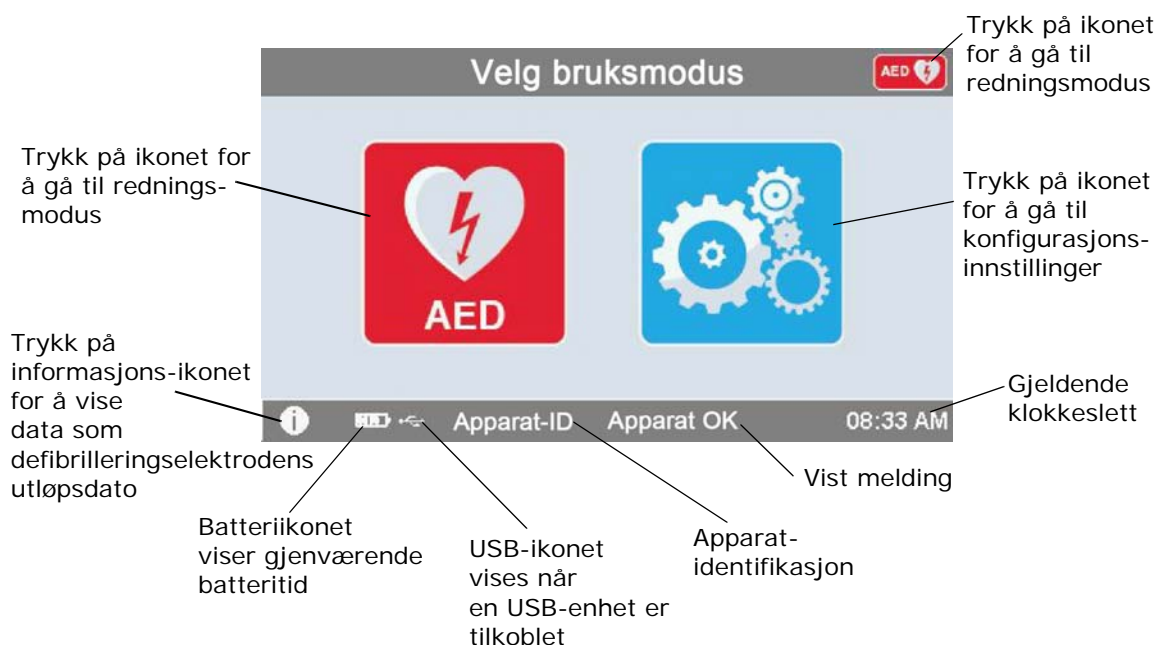 Trykk på ikonet
for å gå til
redningsmodus
Velg bruksmodus
AED
Trykk på ikonet for
å gå til rednings-
modus
AED
Trykk på ikonet
for å gå til
konfigurasjons-
innstillinger
Trykk på
informasjons-ikonet
for å vise
data som
defibrilleringselektrodens
utløpsdato
Gjeldende
klokkeslett
i
Apparat-ID
Apparat OK
08:33 AM
Vist melding
Batteriikonet
viser gjenværende
batteritid
USB-ikonet
vises når
en USB-enhet er
tilkoblet
Apparat-
identifikasjon